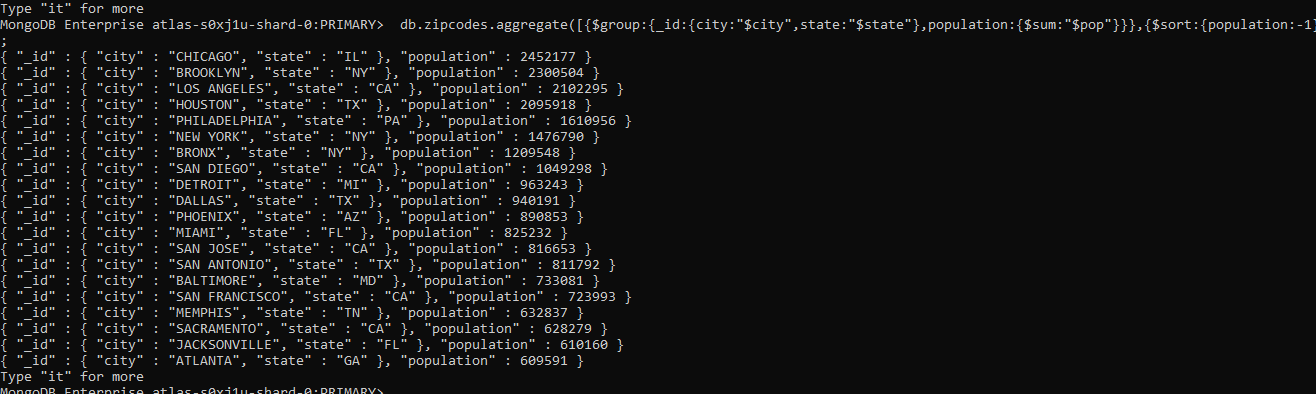 Type "it" for more
MongoDB Enterprise atlas-s0xj1u-shard-0:PRIMARY>  db.zipcodes.aggregate([{$group:{_id:{city:"$city",state:"$state"},population:{$sum:"$pop"}}},{$sort:{population:-1}
;
{ "_id" : { "city" : "CHICAGO", "state" : "IL" }, "population" : 2452177 }
{ "_id" : { "city" : "BROOKLYN", "state" : "NY" }, "population" : 2300504 }
{ "_id" : { "city" : "LOS ANGELES", "state" : "CA" }, "population" : 2102295 }
{ "_id" : { "city" : "HOUSTON", "state" : "TX" }, "population" : 2095918 }
{ "_id" : { "city" : "PHILADELPHIA", "state" : "PA" }, "population" : 1610956 }
{ "_id" : { "city" : "NEW YORK", "state" : "NY" }, "population" : 1476790 }
{ "_id" : { "city" : "BRONX", "state" : "NY" }, "population" : 1209548 }
{ "_id" : { "city" : "SAN DIEGO", "state" : "CA" }, "population" : 1049298 }
{ "_id" : { "city" : "DETROIT", "state" : "MI" }, "population" : 963243 }
{ "_id" : { "city" : "DALLAS", "state" : "TX" }, "population" : 940191 }
{ "_id" : { "city" : "PHOENIX", "state" : "AZ" }, "population" : 890853 }
{ "_id" : { "city" : "MIAMI", "state" : "FL" }, "population" : 825232 }
{ "_id" : { "city" : "SAN JOSE", "state" : "CA" }, "population" : 816653 }
{ "_id" : { "city" : "SAN ANTONIO", "state" : "TX" }, "population" : 811792 }
{ "_id" : { "city" : "BALTIMORE", "state" : "MD" }, "population" : 733081 }
{ "_id" : { "city" : "SAN FRANCISCO", "state" : "CA" }, "population" : 723993 }
{ "_id" : { "city" : "MEMPHIS", "state" : "TN" }, "population" : 632837 }
{ "_id" : { "city" : "SACRAMENTO", "state" : "CA" }, "population" : 628279 }
{ "_id" : { "city" : "JACKSONVILLE", "state" : "FL" }, "population" : 610160 }
{ "_id" : { "city" : "ATLANTA", "state" : "GA" }, "population" : 609591 }
Type "it" for more
MongoDB Enterprise atlas-s0xj1u-shard-0:PRIMARY>